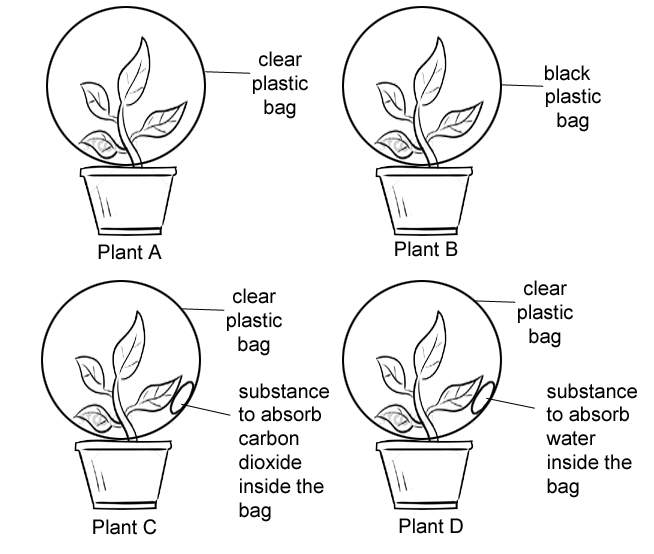 clear
plastic
bag
Plant A
black
plastic
bag
Plant B
clear
plastic
bag
substance
to absorb
carbon
dioxide
inside the
bag
Plant C
clear
plastic
bag
substance
to absorb
water
inside the
bag
Plant D